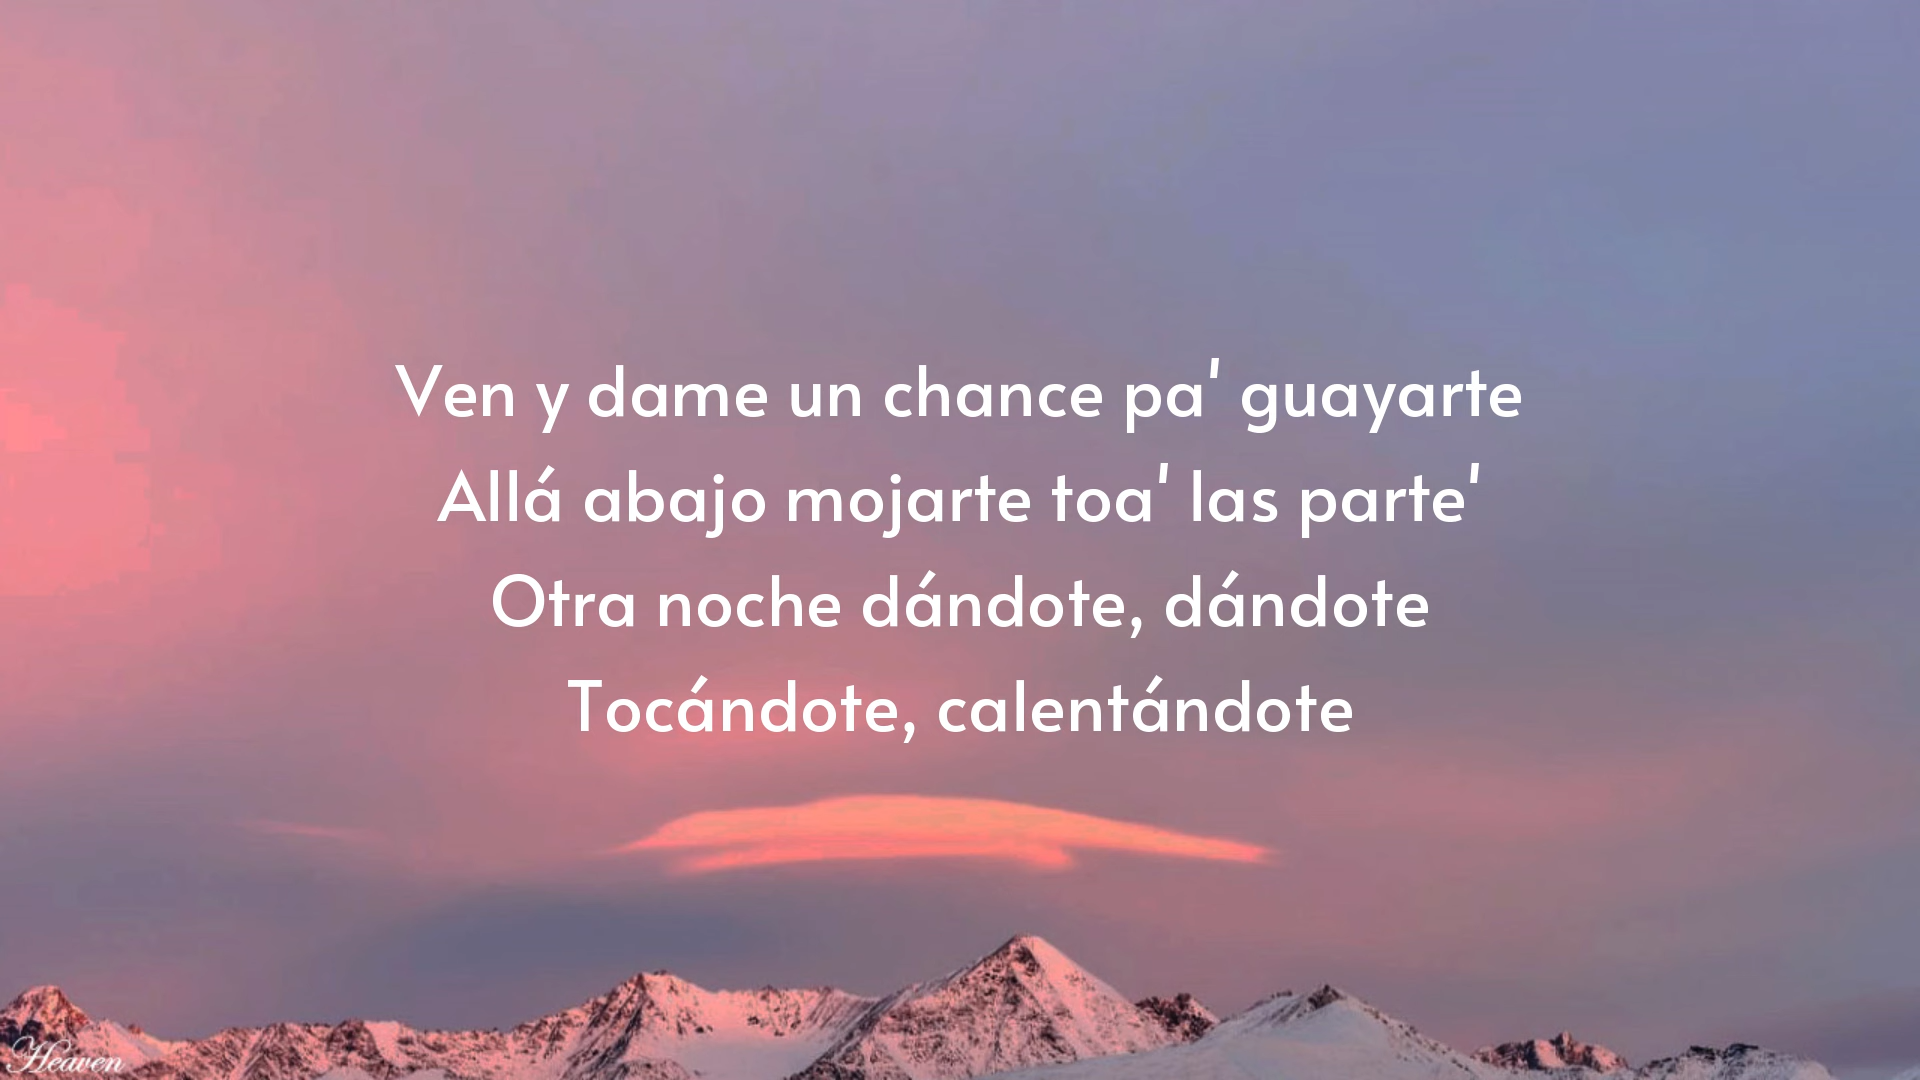 Ven y dame un chance pa' guayarte
Allá abajo mojarte toa' las parte'
Otra noche dándote, dándote
Tocándote, calentándote
Heaven